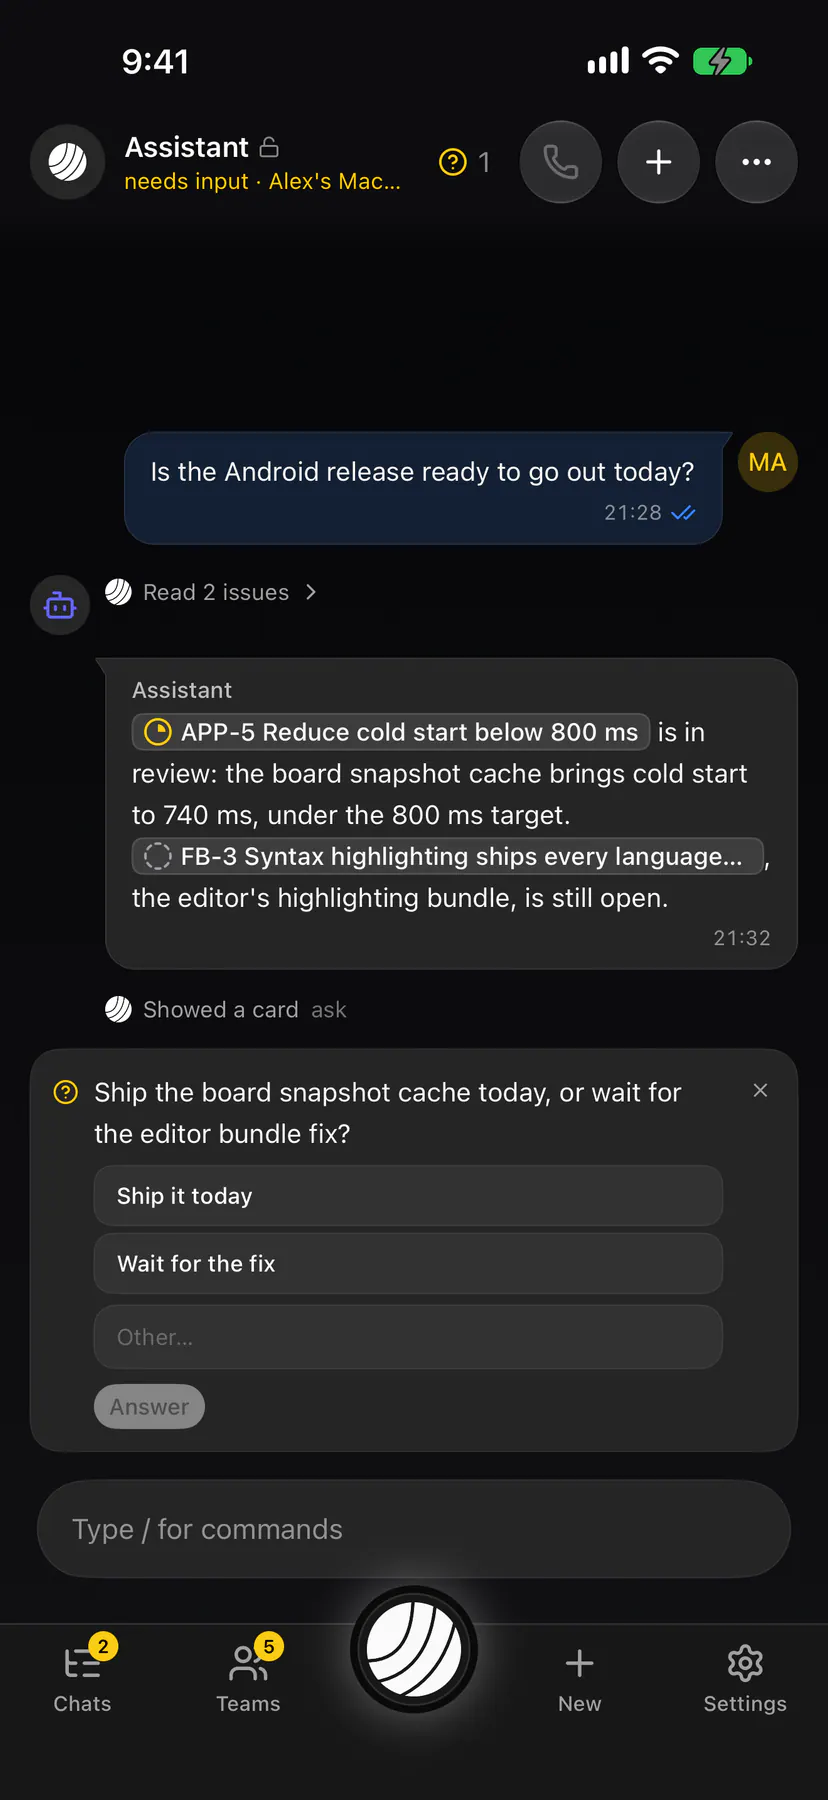 9:41
Assistant
needs input · Alex's Mac...
1
Is the Android release ready to go out today?
21:28
MA
Read 2 issues
Assistant
APP-5 Reduce cold start below 800 ms is in
review: the board snapshot cache brings cold start
to 740 ms, under the 800 ms target.
FB-3 Syntax highlighting ships every language... ,
the editor's highlighting bundle, is still open.
21:32
Showed a card ask
Ship the board snapshot cache today, or wait for
the editor bundle fix?
Ship it today
Wait for the fix
Other...
Answer
Type / for commands
2
5
Chats
Teams
New
Settings